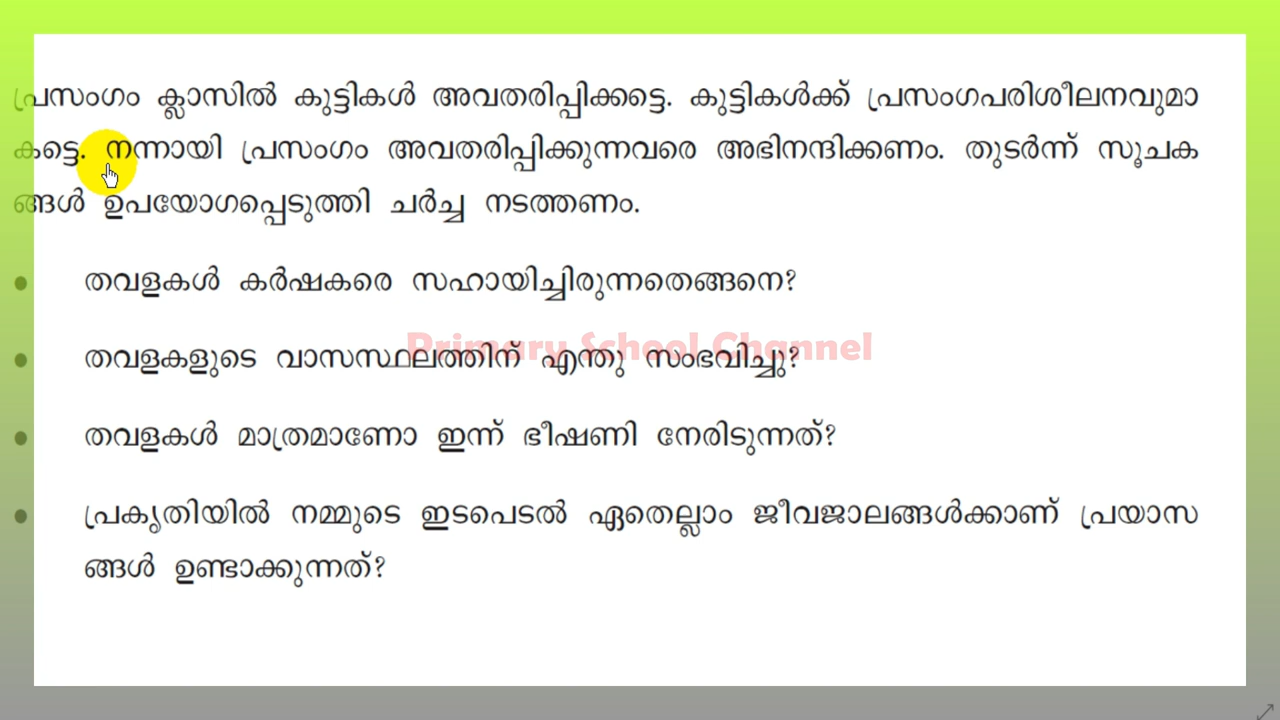 പ്രസംഗം ക്ലാസിൽ കുട്ടികൾ അവതരിപ്പിക്കട്ടെ. കുട്ടികൾക്ക് പ്രസംഗപരിശീലനവുമാ
കട്ടെ. നന്നായി പ്രസംഗം അവതരിപ്പിക്കുന്നവരെ അഭിനന്ദിക്കണം. തുടർന്ന് സൂചക
ങ്ങൾ ഉപയോഗപ്പെടുത്തി ചർച്ച നടത്തണം.
• തവളകൾ കർഷകരെ സഹായിച്ചിരുന്നതെങ്ങനെ?
Primary School Channel
• തവളകളുടെ വാസസ്ഥലത്തിന് എന്തു സംഭവിച്ചു?
• തവളകൾ മാത്രമാണോ ഇന്ന് ഭീഷണി നേരിടുന്നത്?
• പ്രകൃതിയിൽ നമ്മുടെ ഇടപെടൽ ഏതെല്ലാം ജീവജാലങ്ങൾക്കാണ് പ്രയാസ
ങ്ങൾ ഉണ്ടാക്കുന്നത്?